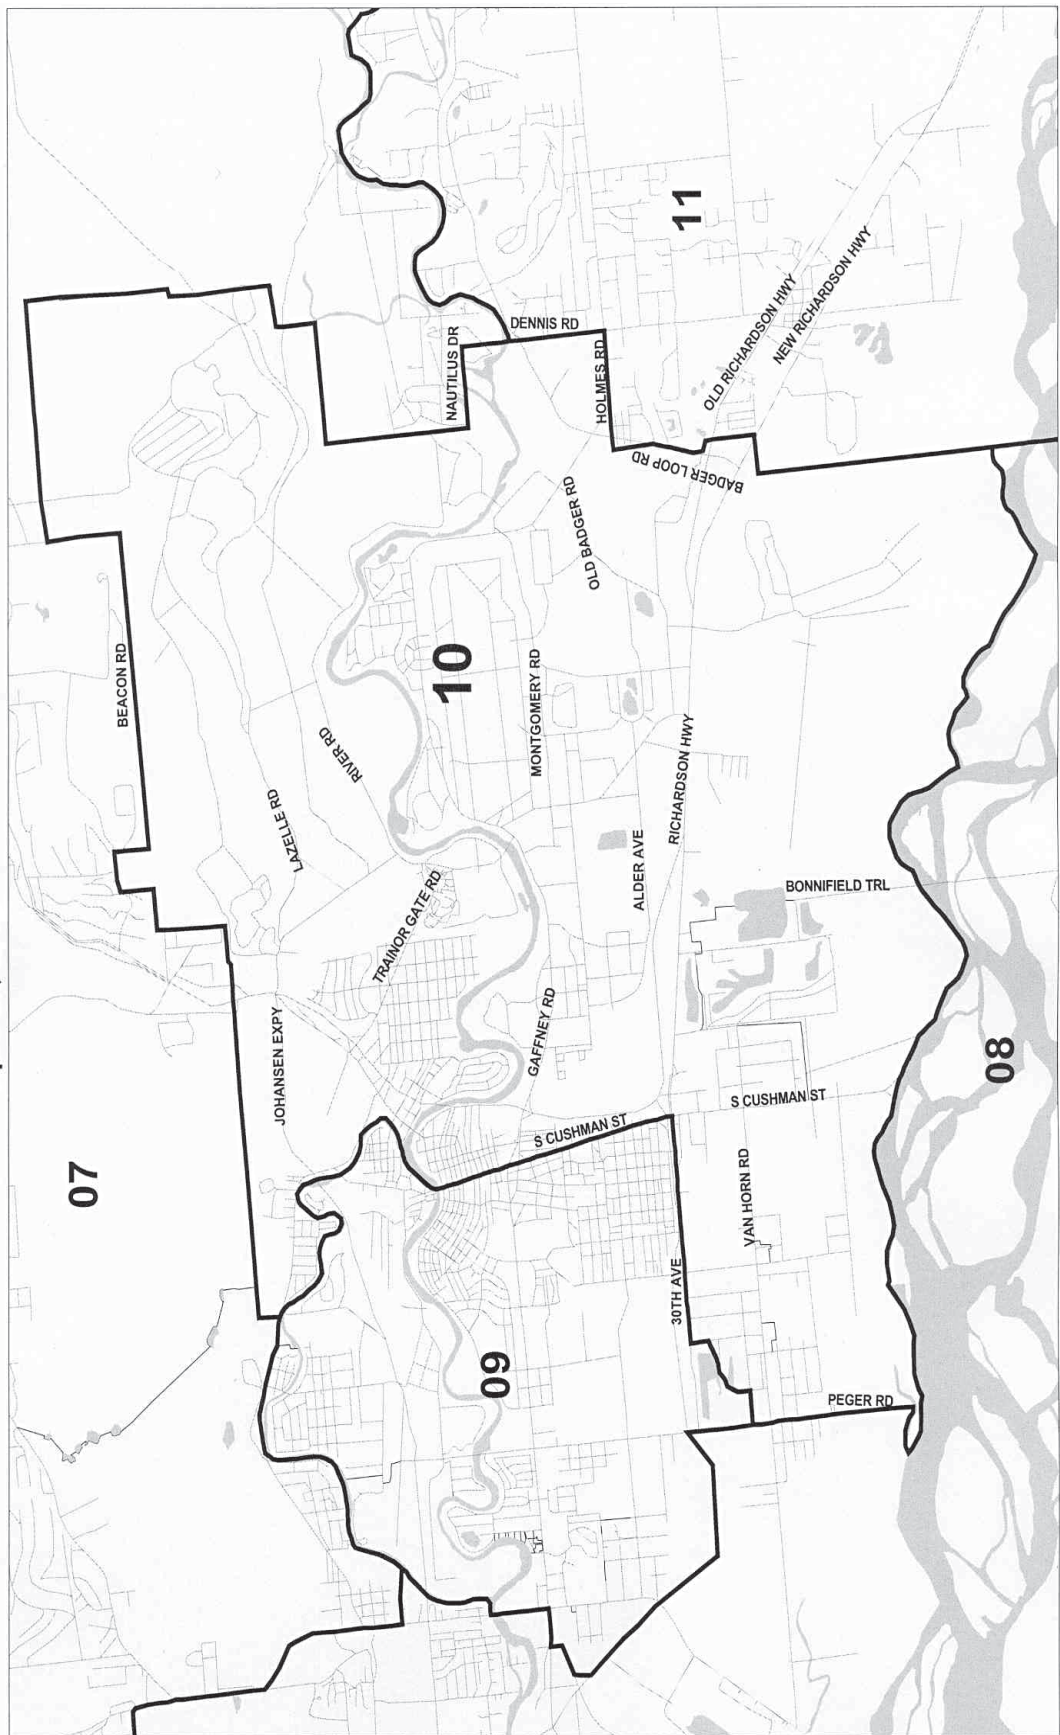 07
BEACON RD
JOHANSEN EXPY
LAZELLE RD
RIVER RD
TRAINOR GATE RD
NAUTILUS DR
DENNIS RD
HOLMES RD
11
10
OLD RICHARDSON HWY
NEW RICHARDSON HWY
BADGER LOOP RD
OLD BADGER RD
MONTGOMERY RD
ALDER AVE
RICHARDSON HWY
GAFFNEY RD
S CUSHMAN ST
09
30TH AVE
VAN HORN RD
S CUSHMAN ST
BONNIFIELD TRL
PEGER RD
08